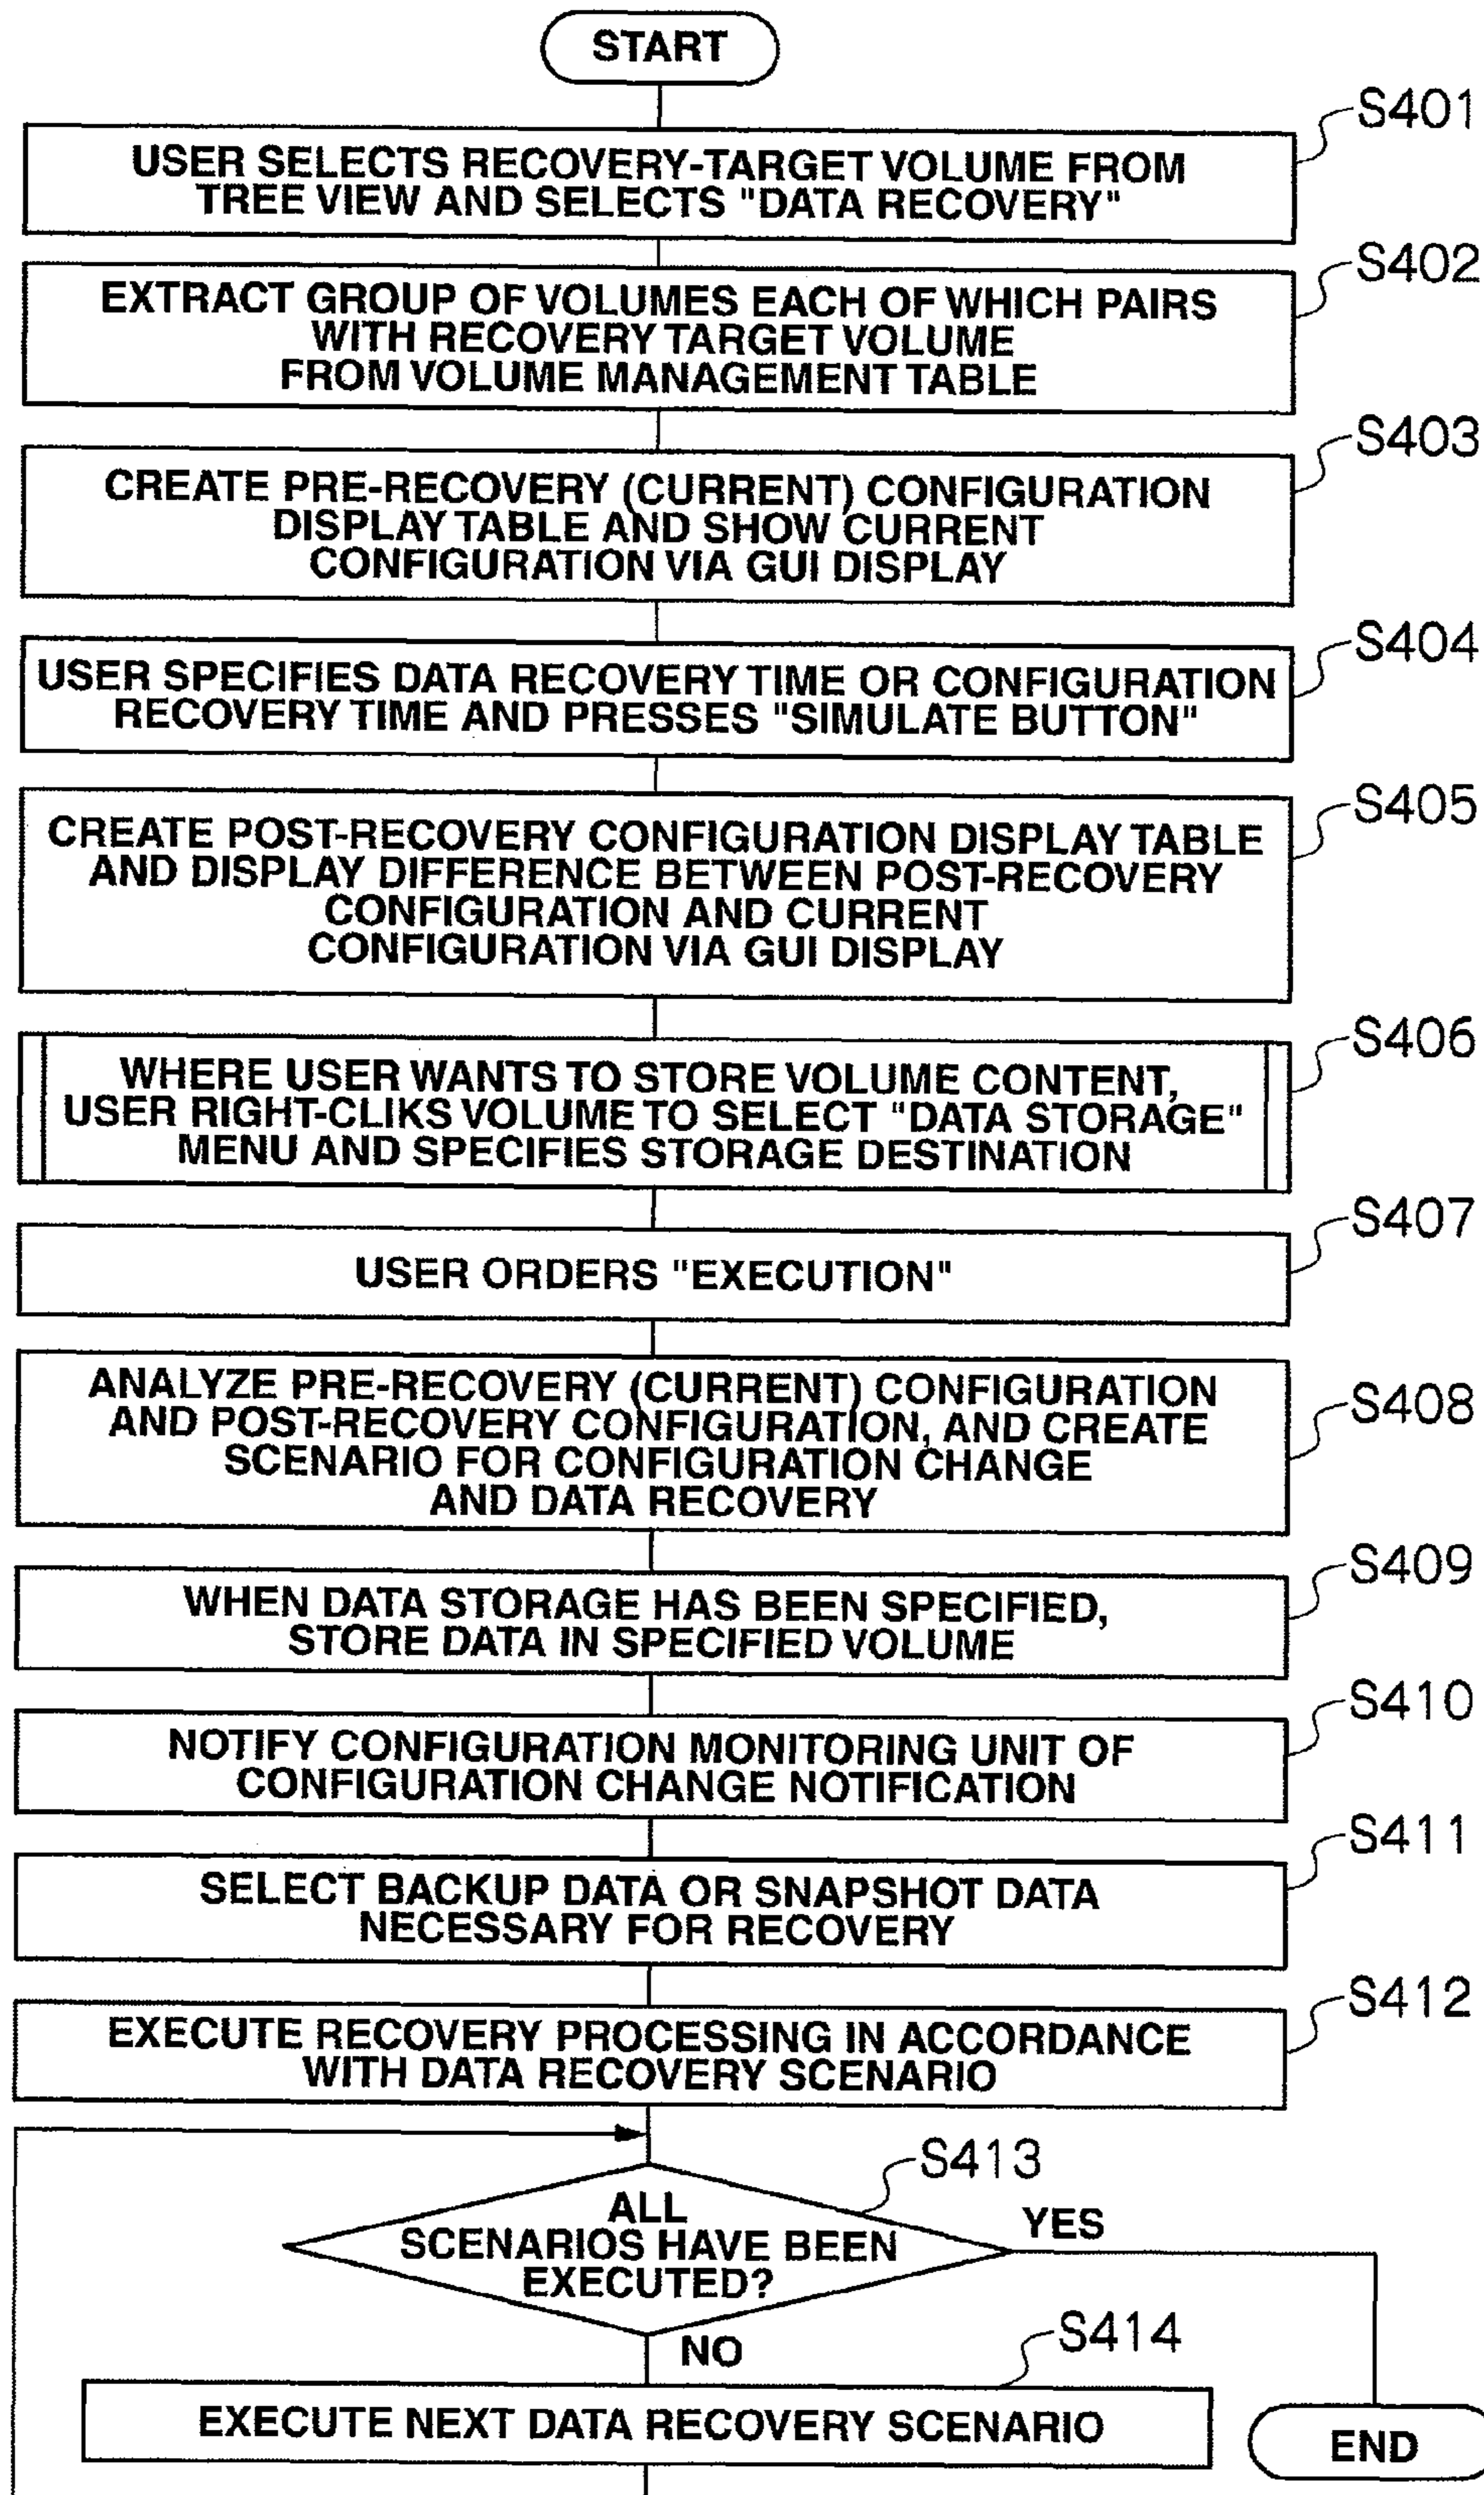 START
S401
USER SELECTS RECOVERY-TARGET VOLUME FROM
TREE VIEW AND SELECTS "DATA RECOVERY"
S402
EXTRACT GROUP OF VOLUMES EACH OF WHICH PAIRS
WITH RECOVERY TARGET VOLUME
FROM VOLUME MANAGEMENT TABLE
S403
CREATE PRE-RECOVERY (CURRENT) CONFIGURATION
DISPLAY TABLE AND SHOW CURRENT
CONFIGURATION VIA GUI DISPLAY
S404
USER SPECIFIES DATA RECOVERY TIME OR CONFIGURATION
RECOVERY TIME AND PRESSES "SIMULATE BUTTON"
S405
CREATE POST-RECOVERY CONFIGURATION DISPLAY TABLE
AND DISPLAY DIFFERENCE BETWEEN POST-RECOVERY
CONFIGURATION AND CURRENT
CONFIGURATION VIA GUI DISPLAY
S406
WHERE USER WANTS TO STORE VOLUME CONTENT,
USER RIGHT-CLIKS VOLUME TO SELECT "DATA STORAGE"
MENU AND SPECIFIES STORAGE DESTINATION
S407
USER ORDERS "EXECUTION"
S408
ANALYZE PRE-RECOVERY (CURRENT) CONFIGURATION
AND POST-RECOVERY CONFIGURATION, AND CREATE
SCENARIO FOR CONFIGURATION CHANGE
AND DATA RECOVERY
S409
WHEN DATA STORAGE HAS BEEN SPECIFIED,
STORE DATA IN SPECIFIED VOLUME
S410
NOTIFY CONFIGURATION MONITORING UNIT OF
CONFIGURATION CHANGE NOTIFICATION
S411
SELECT BACKUP DATA OR SNAPSHOT DATA
NECESSARY FOR RECOVERY
S412
EXECUTE RECOVERY PROCESSING IN ACCORDANCE
WITH DATA RECOVERY SCENARIO
S413
ALL
SCENARIOS HAVE BEEN
EXECUTED?
YES
NO
S414
EXECUTE NEXT DATA RECOVERY SCENARIO
END